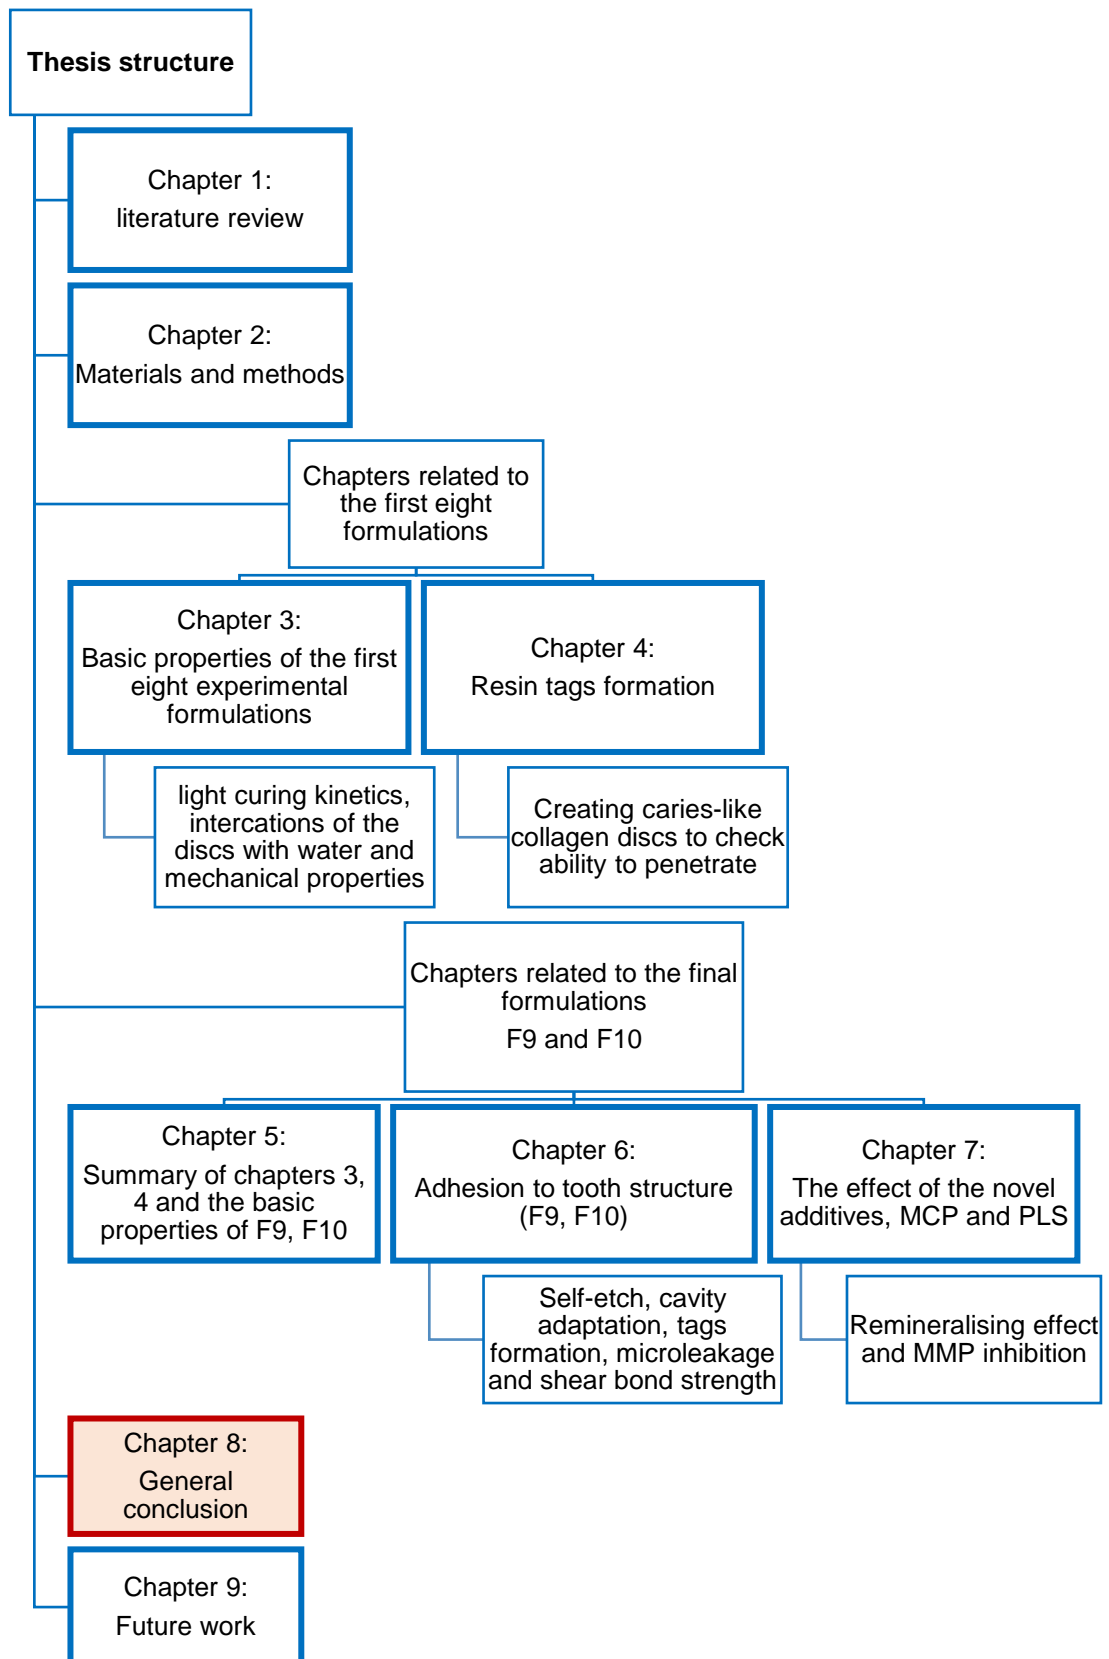 Thesis structure
Chapter 1:
literature review
Chapter 2:
Materials and methods
Chapters related to
the first eight
formulations
Chapter 3:
Basic properties of the first
eight experimental
formulations
Chapter 4:
Resin tags formation
light curing kinetics,
intercations of the
discs with water and
mechanical properties
Creating caries-like
collagen discs to check
ability to penetrate
Chapters related to the final
formulations
F9 and F10
Chapter 5:
Summary of chapters 3,
4 and the basic
properties of F9, F10
Chapter 6:
Adhesion to tooth structure
(F9, F10)
Chapter 7:
The effect of the novel
additives, MCP and PLS
Self-etch, cavity
adaptation, tags
formation, microleakage
and shear bond strength
Remineralising effect
and MMP inhibition
Chapter 8:
General
conclusion
Chapter 9:
Future work